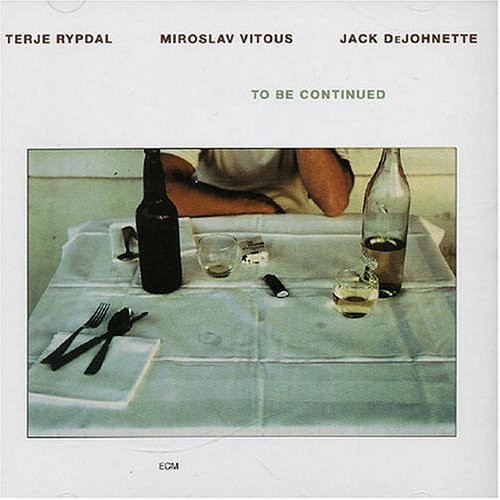 TERJE RYPDAL MIROSLAV VITOUS JACK DeJOHNETTE
TO BE CONTINUED
ECM